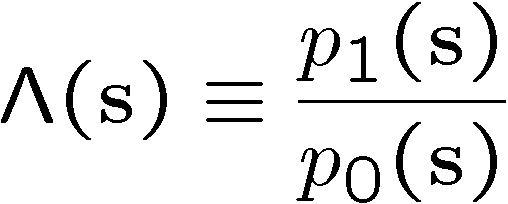 Λ(s) ≡ p₁(s) / p₀(s)